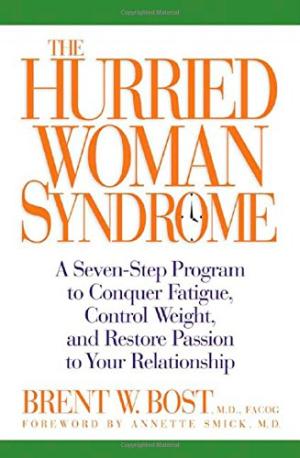 THE
HURRIED
WOMAN
SYNDROME
A Seven-Step Program
to Conquer Fatigue,
Control Weight,
and Restore Passion
to Your Relationship
BRENT W. BOST, M.D., FACOG
FOREWORD BY ANNETTE SMICK, M.D.